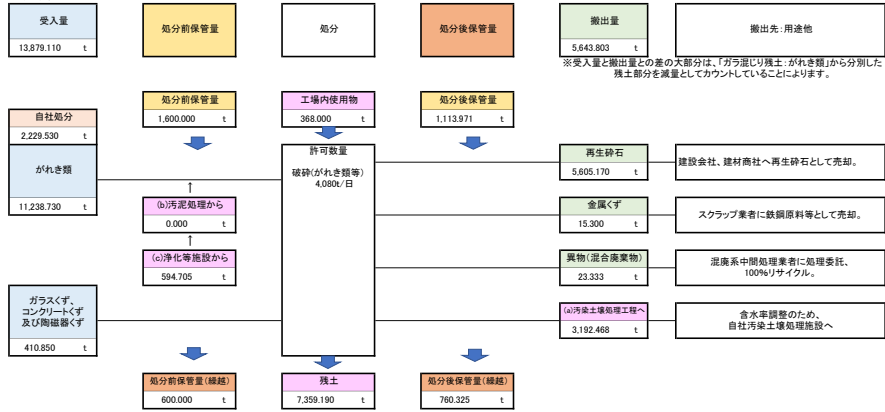 受入量
13,879.110 t
処分前保管量
処分
処分後保管量
搬出量
5,643.803 t
搬出先:用途他
※受入量と搬出量との差の大部分は、「ガラ混じり残土:がれき類」から分別した
残土部分を減量としてカウントしていることによります。
自社処分
2,229.530 t
処分前保管量
1,600.000 t
工場内使用物
368.000 t
処分後保管量
1,113.971 t
がれき類
11,238.730 t
許可数量
破砕(がれき類等)
4,080t/日
再生砕石
5,605.170 t
建設会社、建材商社へ再生砕石として売却。
↑
(b)汚泥処理から
0.000 t
↑
(c)浄化等施設から
594.705 t
金属くず
15.300 t
スクラップ業者に鉄鋼原料等として売却。
異物(混合廃棄物)
23.333 t
混廃系中間処理業者に処理委託、
100%リサイクル。
ガラスくず、
コンクリートくず
及び陶磁器くず
410.850 t
(a)汚染土壌処理工程へ
3,192.468 t
含水率調整のため、
自社汚染土壌処理施設へ
処分前保管量(繰越)
600.000 t
残土
7,359.190 t
処分後保管量(繰越)
760.325 t